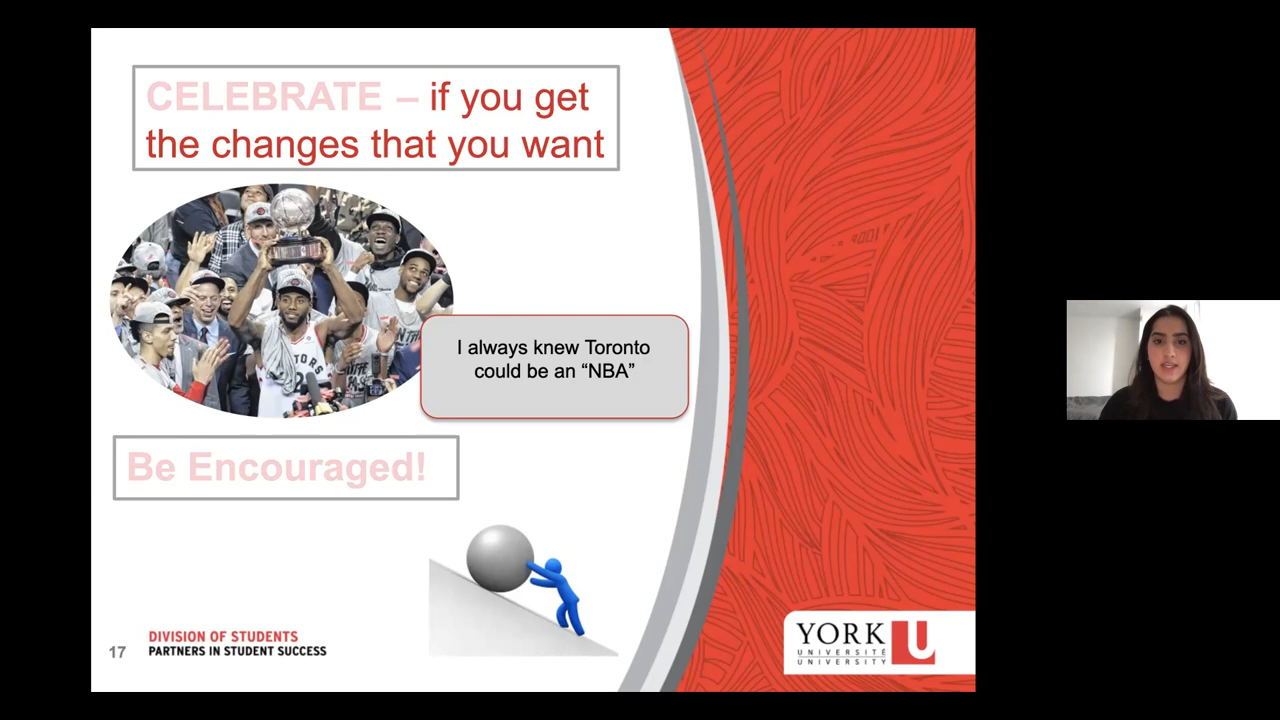 CELEBRATE – if you get
the changes that you want
I always knew Toronto
could be an “NBA”
Be Encouraged!
17
DIVISION OF STUDENTS
PARTNERS IN STUDENT SUCCESS
YORK U
UNIVERSITÉ
UNIVERSITY